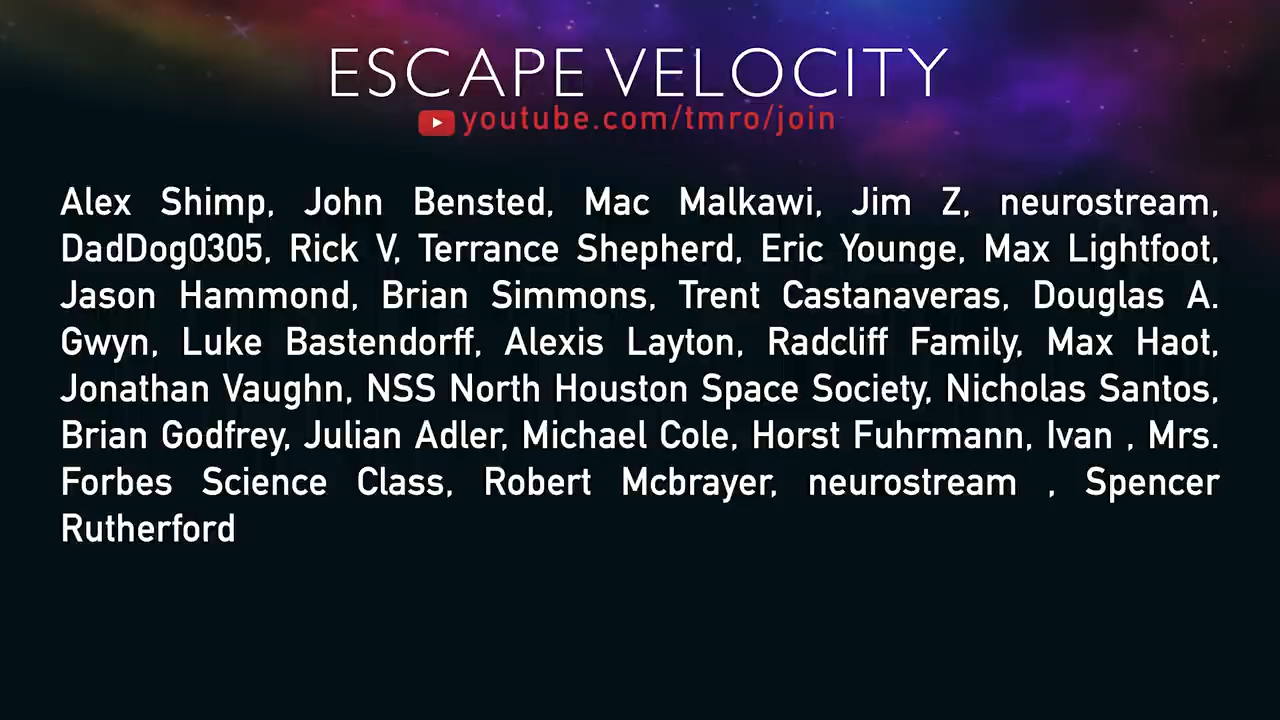 ESCAPE VELOCITY
youtube.com/tmro/join
Alex Shimp, John Bensted, Mac Malkawi, Jim Z, neurostream,
DadDog0305, Rick V, Terrance Shepherd, Eric Younge, Max Lightfoot,
Jason Hammond, Brian Simmons, Trent Castanaveras, Douglas A.
Gwyn, Luke Bastendorff, Alexis Layton, Radcliff Family, Max Haot,
Jonathan Vaughn, NSS North Houston Space Society, Nicholas Santos,
Brian Godfrey, Julian Adler, Michael Cole, Horst Fuhrmann, Ivan , Mrs.
Forbes Science Class, Robert Mcbrayer, neurostream , Spencer
Rutherford